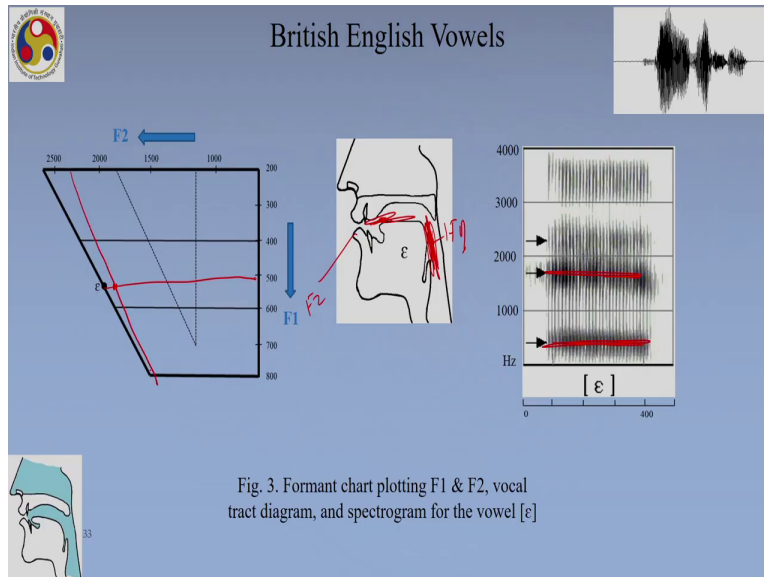 British English Vowels
F2
2500 2000 1500 1000 200
300
400
500
600
700
800
ε
F1
ε
F1
F2
4000
3000
2000
1000
Hz
[ ε ]
0 400
Fig. 3. Formant chart plotting F1 & F2, vocal
tract diagram, and spectrogram for the vowel [ε]
33